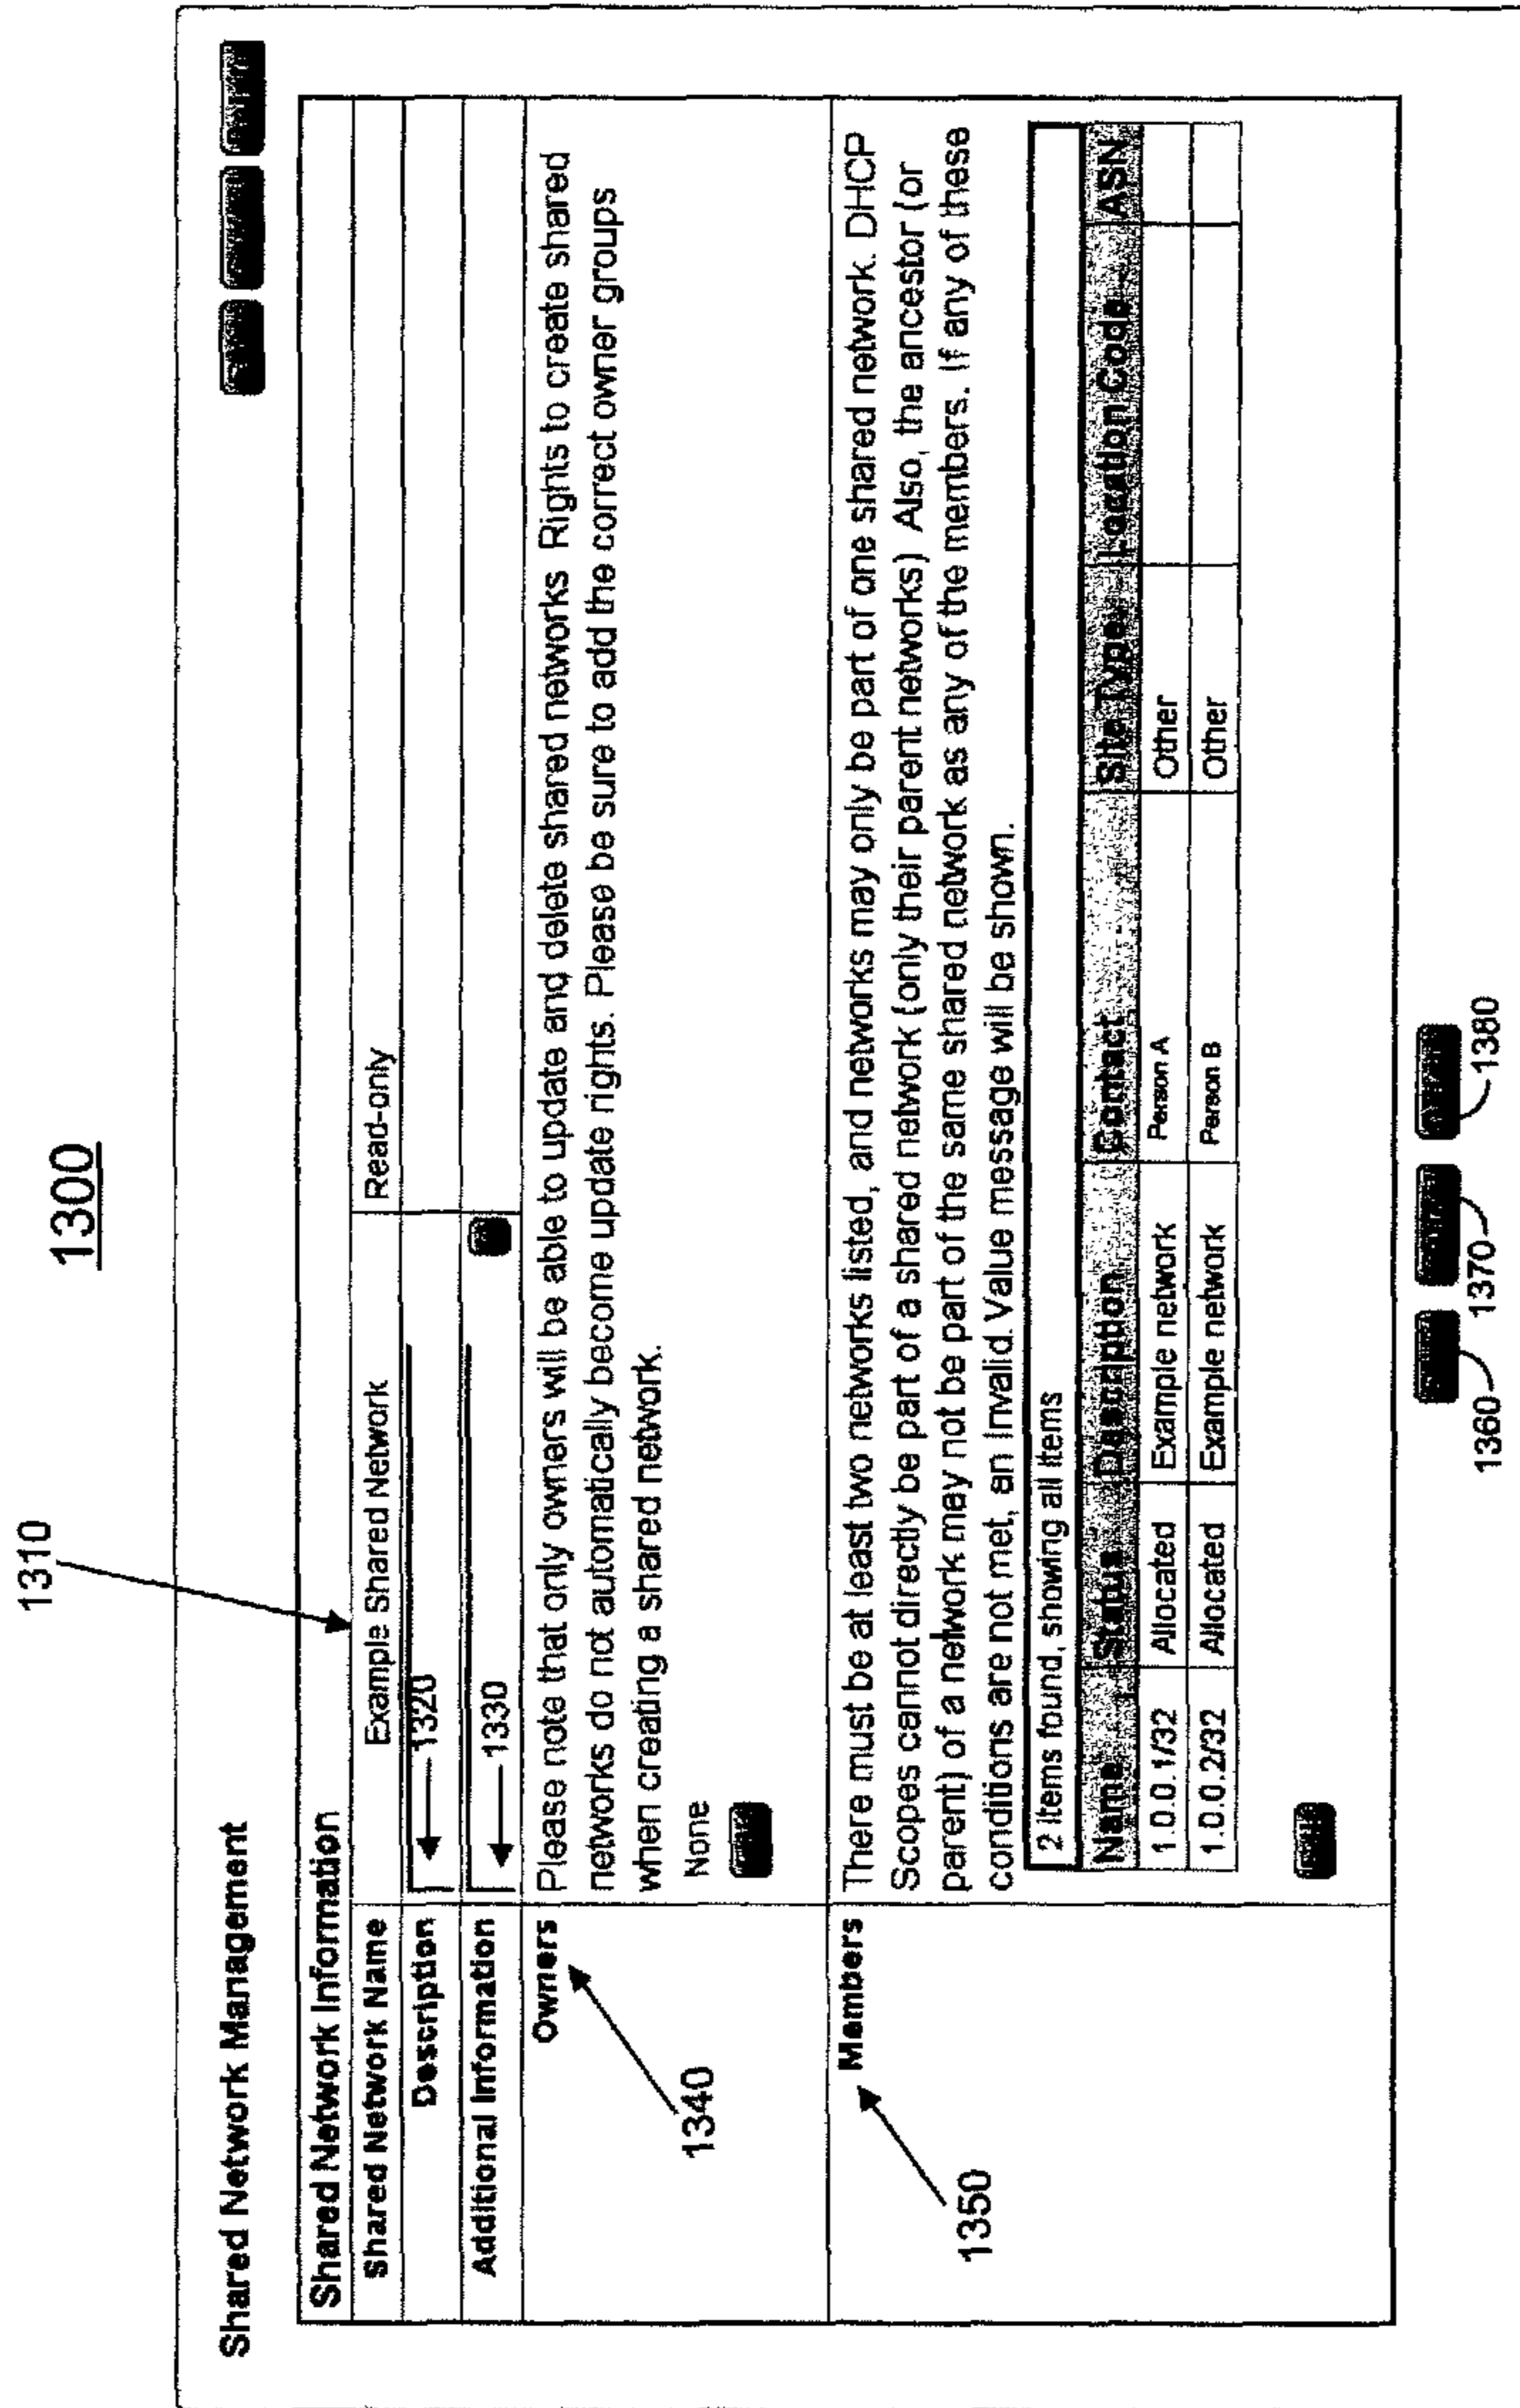 1300
1310
Shared Network Management
Shared Network Information
Shared Network Name Example Shared Network Read-only
Description 1320
Additional Information 1330
Owners Please note that only owners will be able to update and delete shared networks Rights to create shared
networks do not automatically become update rights. Please be sure to add the correct owner groups
when creating a shared network.
None
1340
Members There must be at least two networks listed, and networks may only be part of one shared network. DHCP
Scopes cannot directly be part of a shared network (only their parent networks) Also, the ancestor (or
parent) of a network may not be part of the same shared network as any of the members. If any of these
conditions are not met, an Invalid Value message will be shown.
1350
2 items found, showing all items
Name Status Description Contact Site Type Location Code ASN
1.0.0.1/32 Allocated Example network Person A Other
1.0.0.2/32 Allocated Example network Person B Other
1360 1370 1380